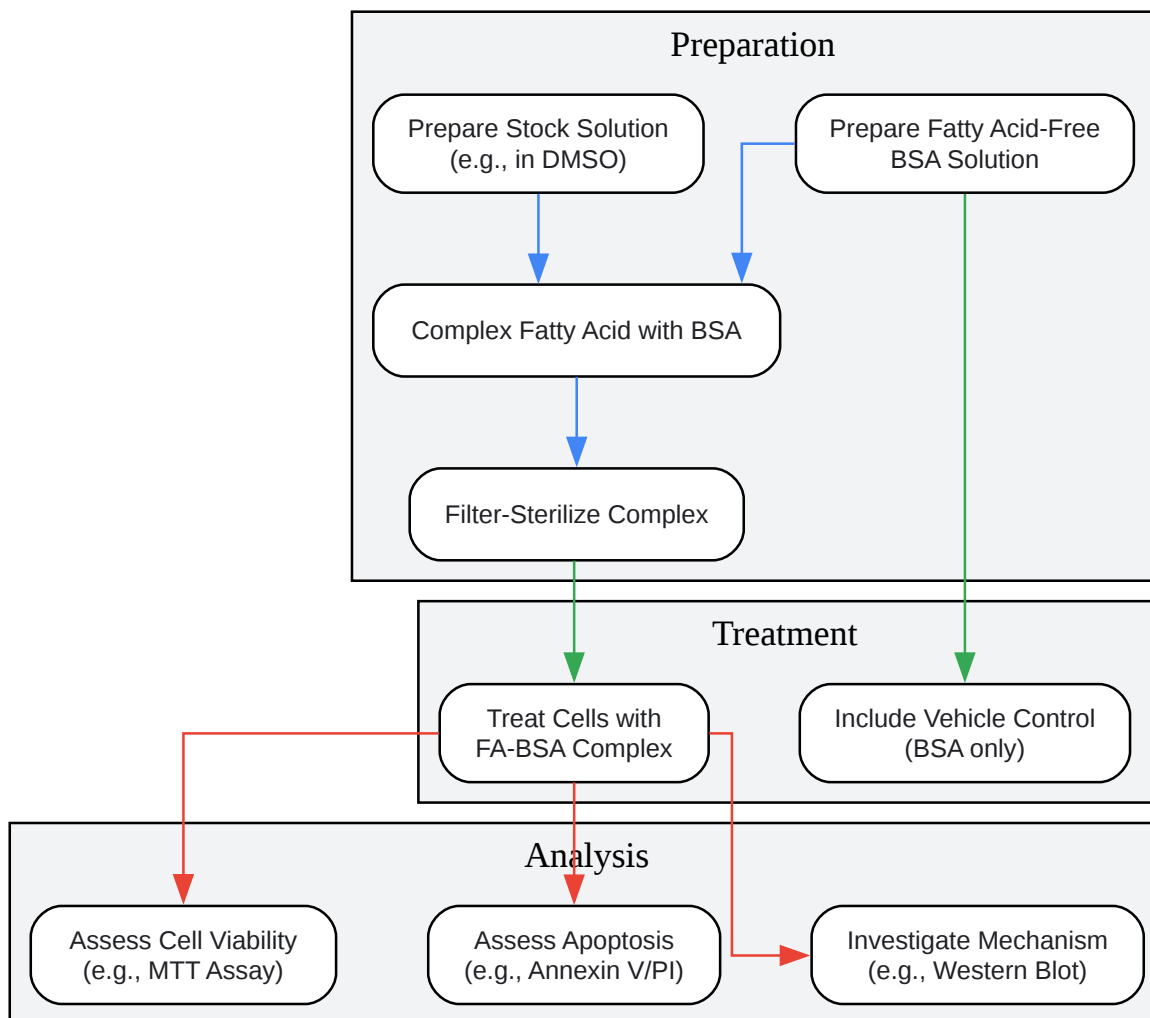 Preparation
Prepare Stock Solution
(e.g., in DMSO)
Prepare Fatty Acid-Free
BSA Solution
Complex Fatty Acid with BSA
Filter-Sterilize Complex
Treatment
Treat Cells with
FA-BSA Complex
Include Vehicle Control
(BSA only)
Analysis
Assess Cell Viability
(e.g., MTT Assay)
Assess Apoptosis
(e.g., Annexin V/PI)
Investigate Mechanism
(e.g., Western Blot)